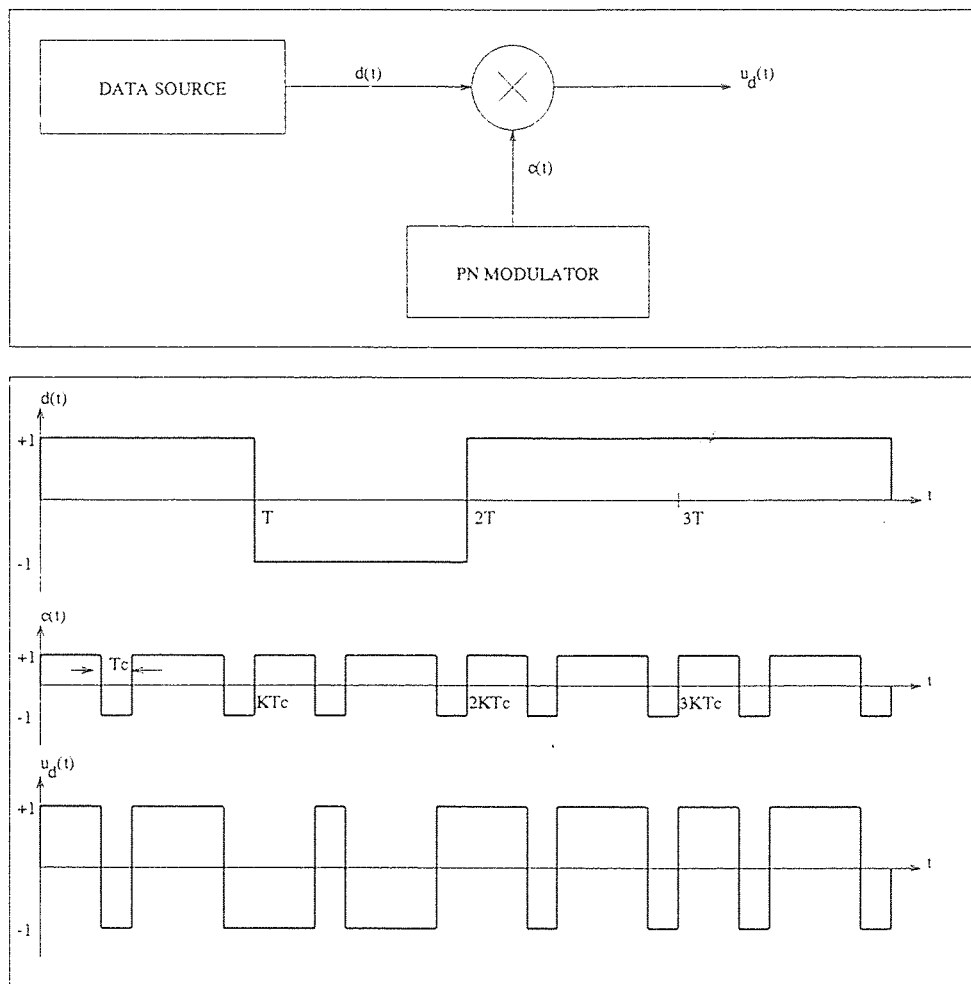 DATA SOURCE
d(t)
u_d(t)
c(t)
PN MODULATOR
d(t)
+1
t
T
2T
3T
-1
c(t)
+1
Tc
t
-1
KTc
2KTc
3KTc
u_d(t)
+1
t
-1